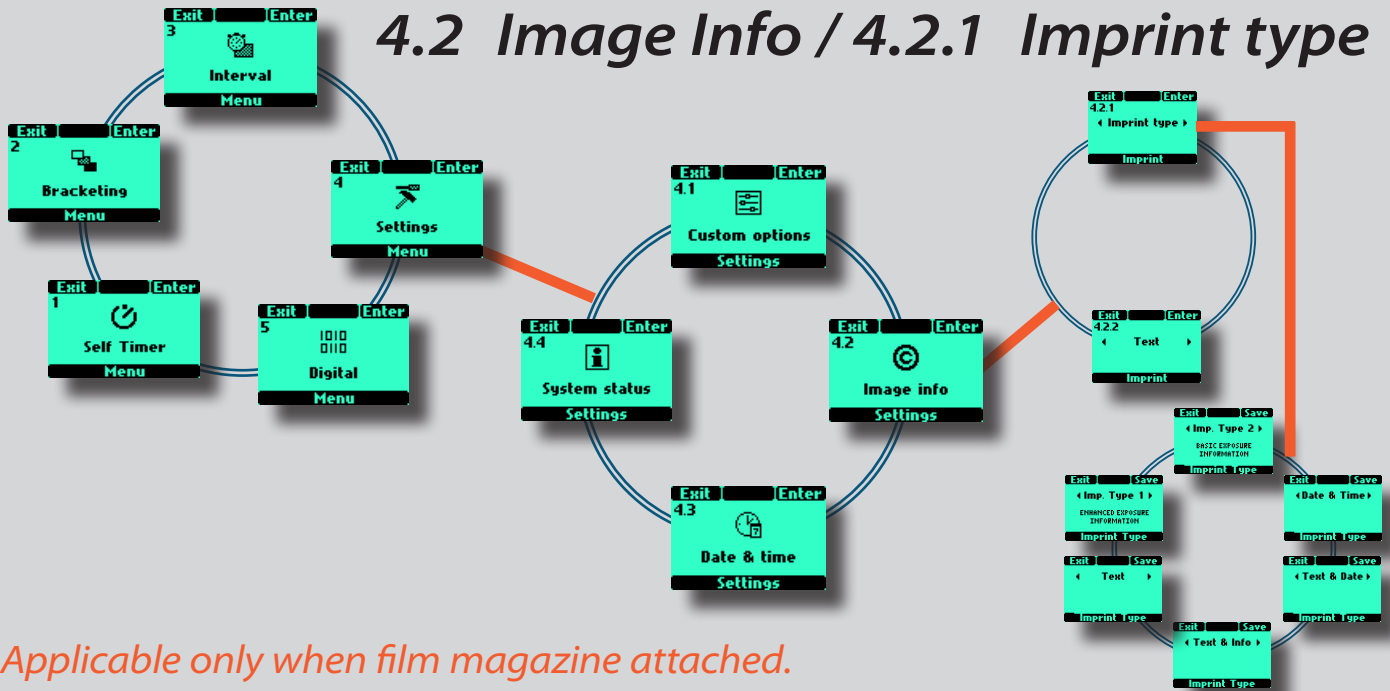 4.2 Image Info / 4.2.1 Imprint type
Exit Enter
3
Interval
Menu
Exit Enter
2
Bracketing
Menu
Exit Enter
4
Settings
Menu
Exit Enter
1
Self Timer
Menu
Exit Enter
5
1010
0110
Digital
Menu
Exit Enter
4.1
Custom options
Settings
Exit Enter
4.4
i
System status
Settings
Exit Enter
4.2
©
Image info
Settings
Exit Enter
4.3
?
Date & time
Settings
Exit Enter
4.2.1
Imprint type
Imprint
Exit Enter
4.2.2
Text
Imprint
Exit Save
Imp. Type 2
BASIC EXPOSURE
INFORMATION
Imprint Type
Exit Save
Imp. Type 1
ENHANCED EXPOSURE
INFORMATION
Imprint Type
Exit Save
Date & Time
Imprint Type
Exit Save
Text
Imprint Type
Exit Save
Text & Date
Imprint Type
Exit Save
Text & Info
Imprint Type
Applicable only when film magazine attached.